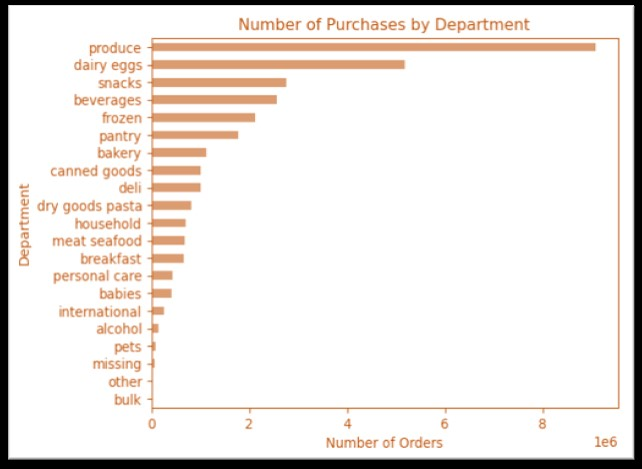 Number of Purchases by Department
Department
produce
dairy eggs
snacks
beverages
frozen
pantry
bakery
canned goods
deli
dry goods pasta
household
meat seafood
breakfast
personal care
babies
international
alcohol
pets
missing
other
bulk
0 2 4 6 8
Number of Orders 1e6